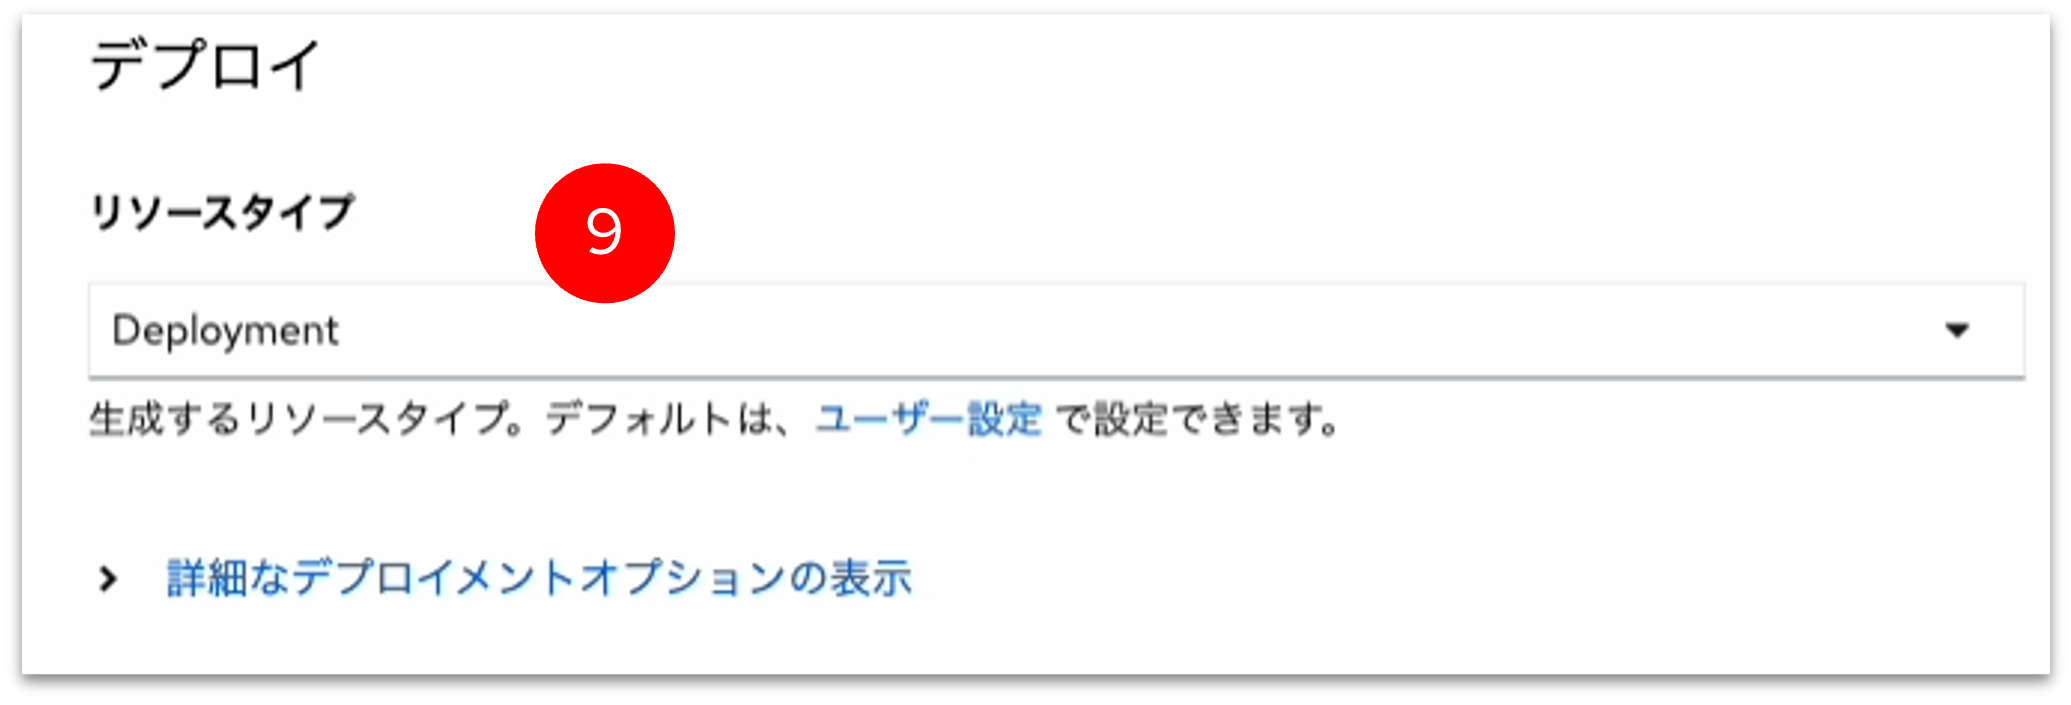 デプロイ
リソースタイプ
9
Deployment
生成するリソースタイプ。デフォルトは、ユーザー設定 で設定できます。
詳細なデプロイメントオプションの表示